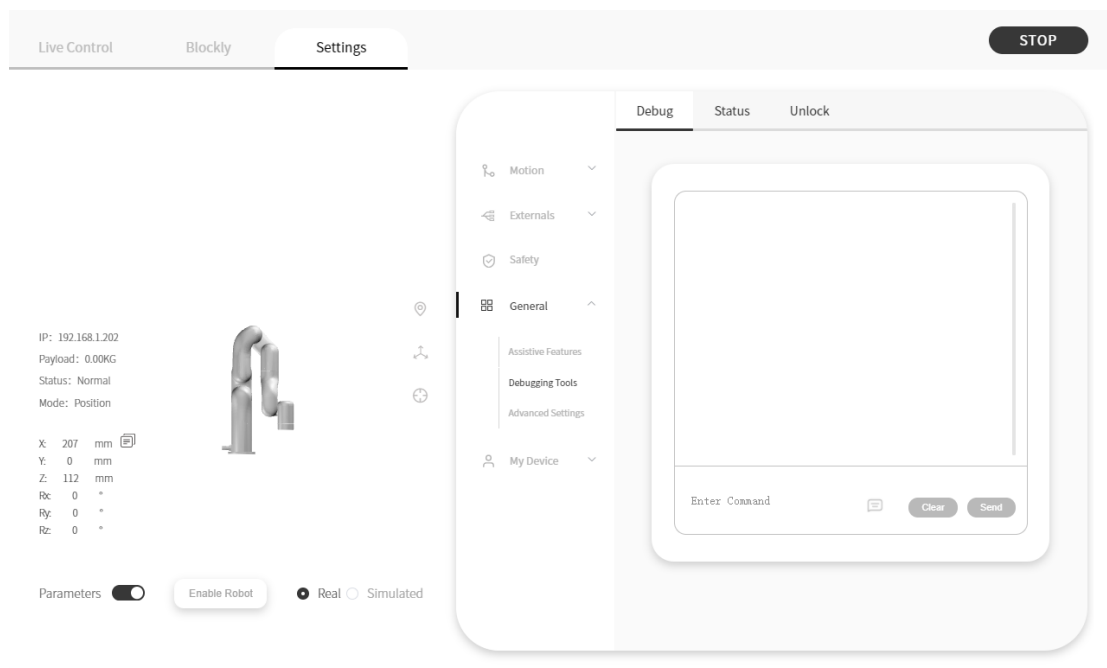 Live Control
Blockly
Settings
STOP
Debug
Status
Unlock
Motion
Externals
Safety
General
Assistive Features
Debugging Tools
Advanced Settings
My Device
IP: 192.168.1.202
Payload: 0.00KG
Status: Normal
Mode: Position
X: 207 mm
Y: 0 mm
Z: 112 mm
Rx: 0 °
Ry: 0 °
Rz: 0 °
Parameters
Enable Robot
Real
Simulated
Enter Command
Clear
Send